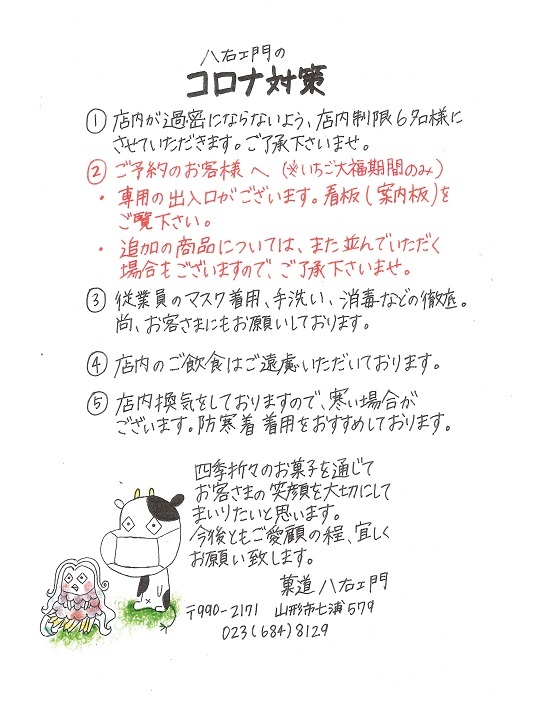 八右ェ門の
コロナ対策
① 店内が過密にならないよう、店内制限6名様に
させていただきます。ご了承下さいませ。
② ご予約のお客様へ (※いちご大福期間のみ)
・専用の出入口がございます。看板(案内板)を
ご覧下さい。
・追加の商品については、また並んでいただく
場合もございますので、ご了承下さいませ。
③ 従業員のマスク着用、手洗い、消毒などの徹底。
尚、お客さまにもお願いしております。
④ 店内のご飲食はご遠慮いただいております。
⑤ 店内換気をしておりますので、寒い場合が
ございます。防寒着 着用をおすすめしております。
四季折々のお菓子を通じて
お客さまの笑顔を大切にして
まいりたいと思います。
今後ともご愛顧の程、宜しく
お願い致します。
菓道 八右ェ門
〒990-2171 山形市七浦579
023(684)8129